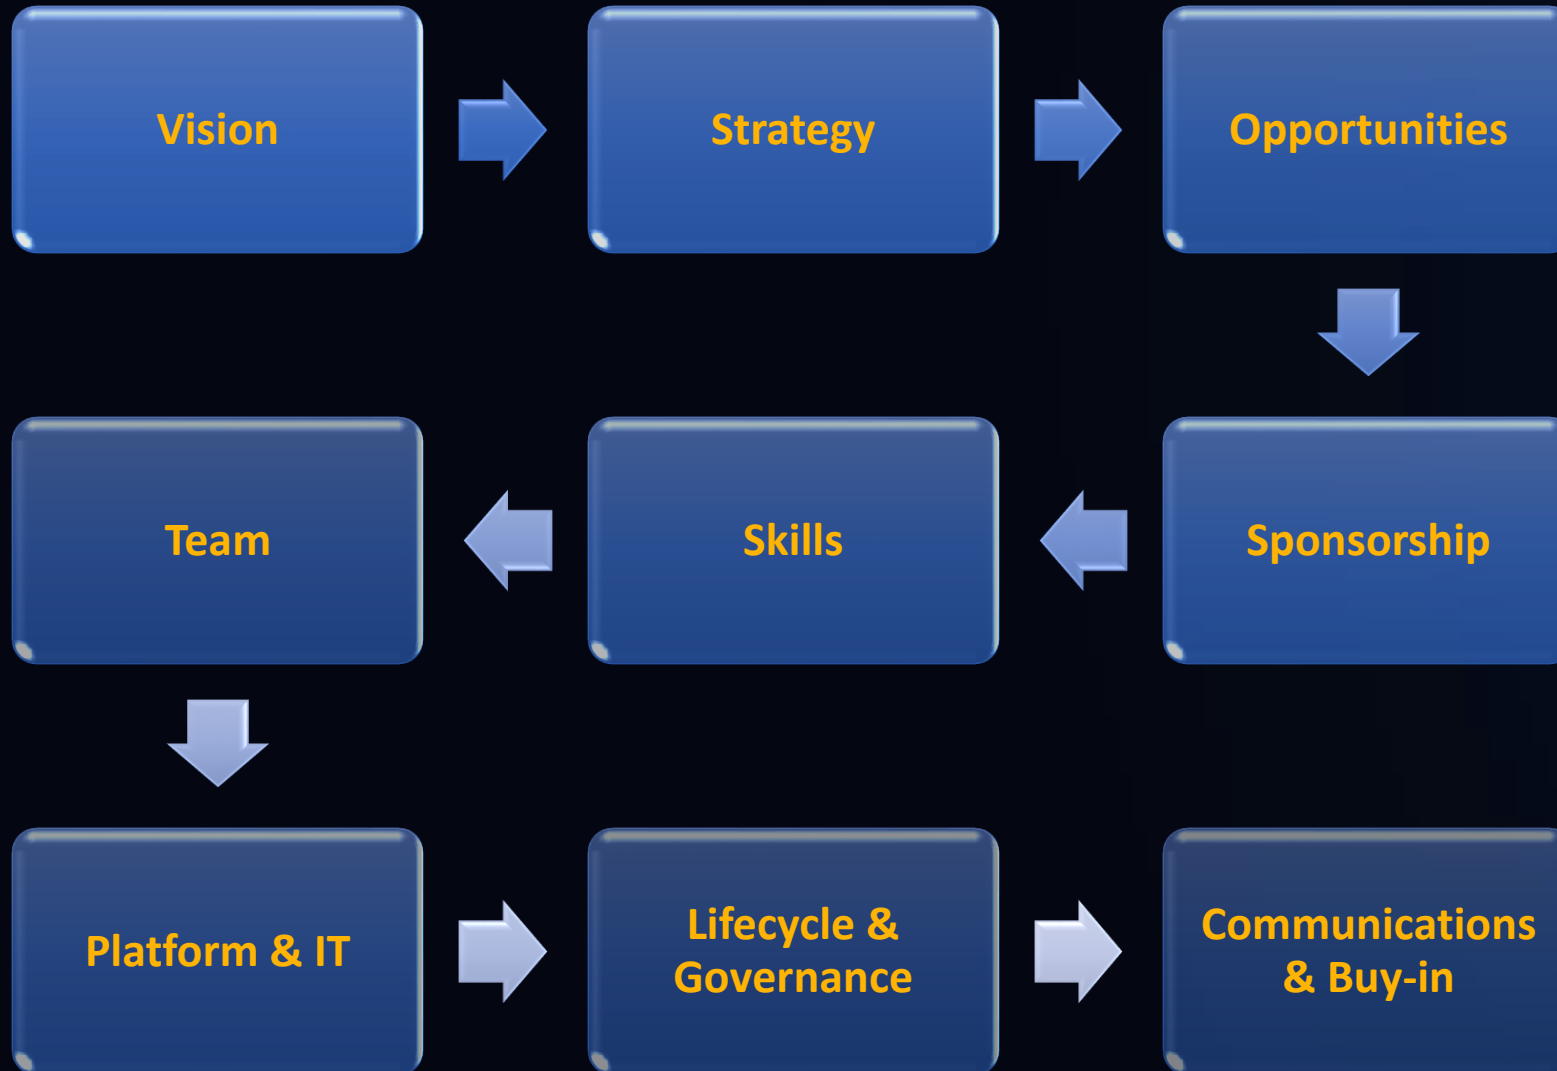 Vision
Strategy
Opportunities
Team
Skills
Sponsorship
Platform & IT
Lifecycle &
Governance
Communications
& Buy-in